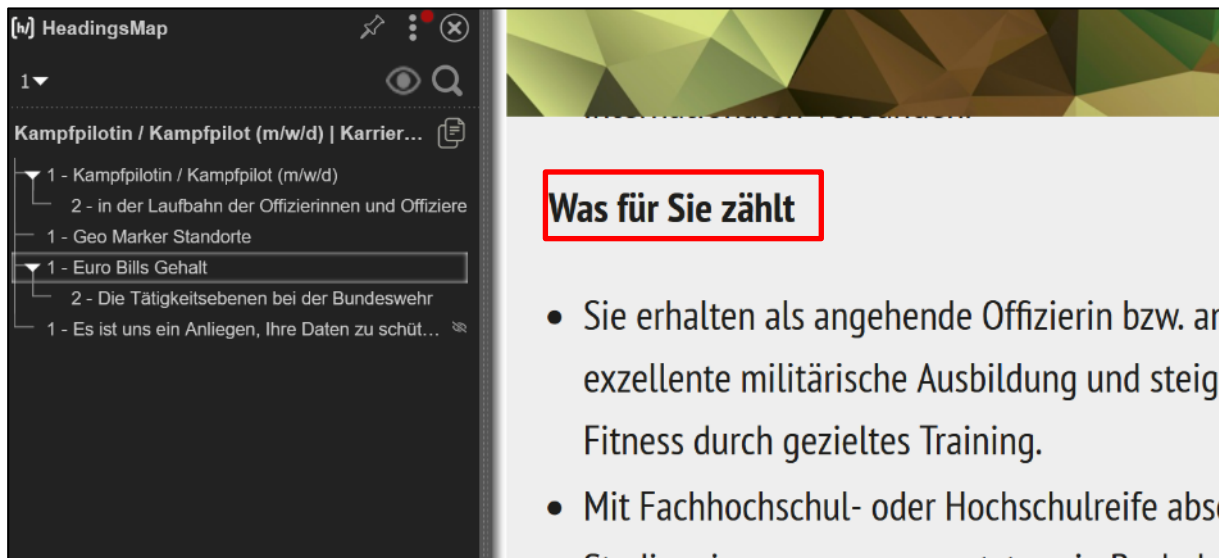 [h/] HeadingsMap
1
Kampfpilotin / Kampfpilot (m/w/d) | Karrier...
1 - Kampfpilotin / Kampfpilot (m/w/d)
2 - in der Laufbahn der Offizierinnen und Offiziere
1 - Geo Marker Standorte
1 - Euro Bills Gehalt
2 - Die Tätigkeitsebenen bei der Bundeswehr
1 - Es ist uns ein Anliegen, Ihre Daten zu schüt...
Was für Sie zählt
• Sie erhalten als angehende Offizierin bzw. an
exzellente militärische Ausbildung und steig
Fitness durch gezieltes Training.
• Mit Fachhochschul- oder Hochschulreife abs